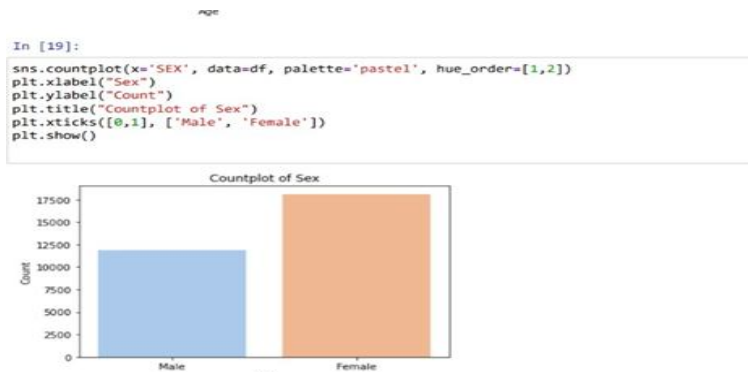 Age
In [19]:
sns.countplot(x='SEX', data=df, palette='pastel', hue_order=[1,2])
plt.xlabel("Sex")
plt.ylabel("Count")
plt.title("Countplot of Sex")
plt.xticks([0,1], ['Male', 'Female'])
plt.show()
Countplot of Sex
17500
15000
12500
10000
7500
5000
2500
0
Count
Male Female